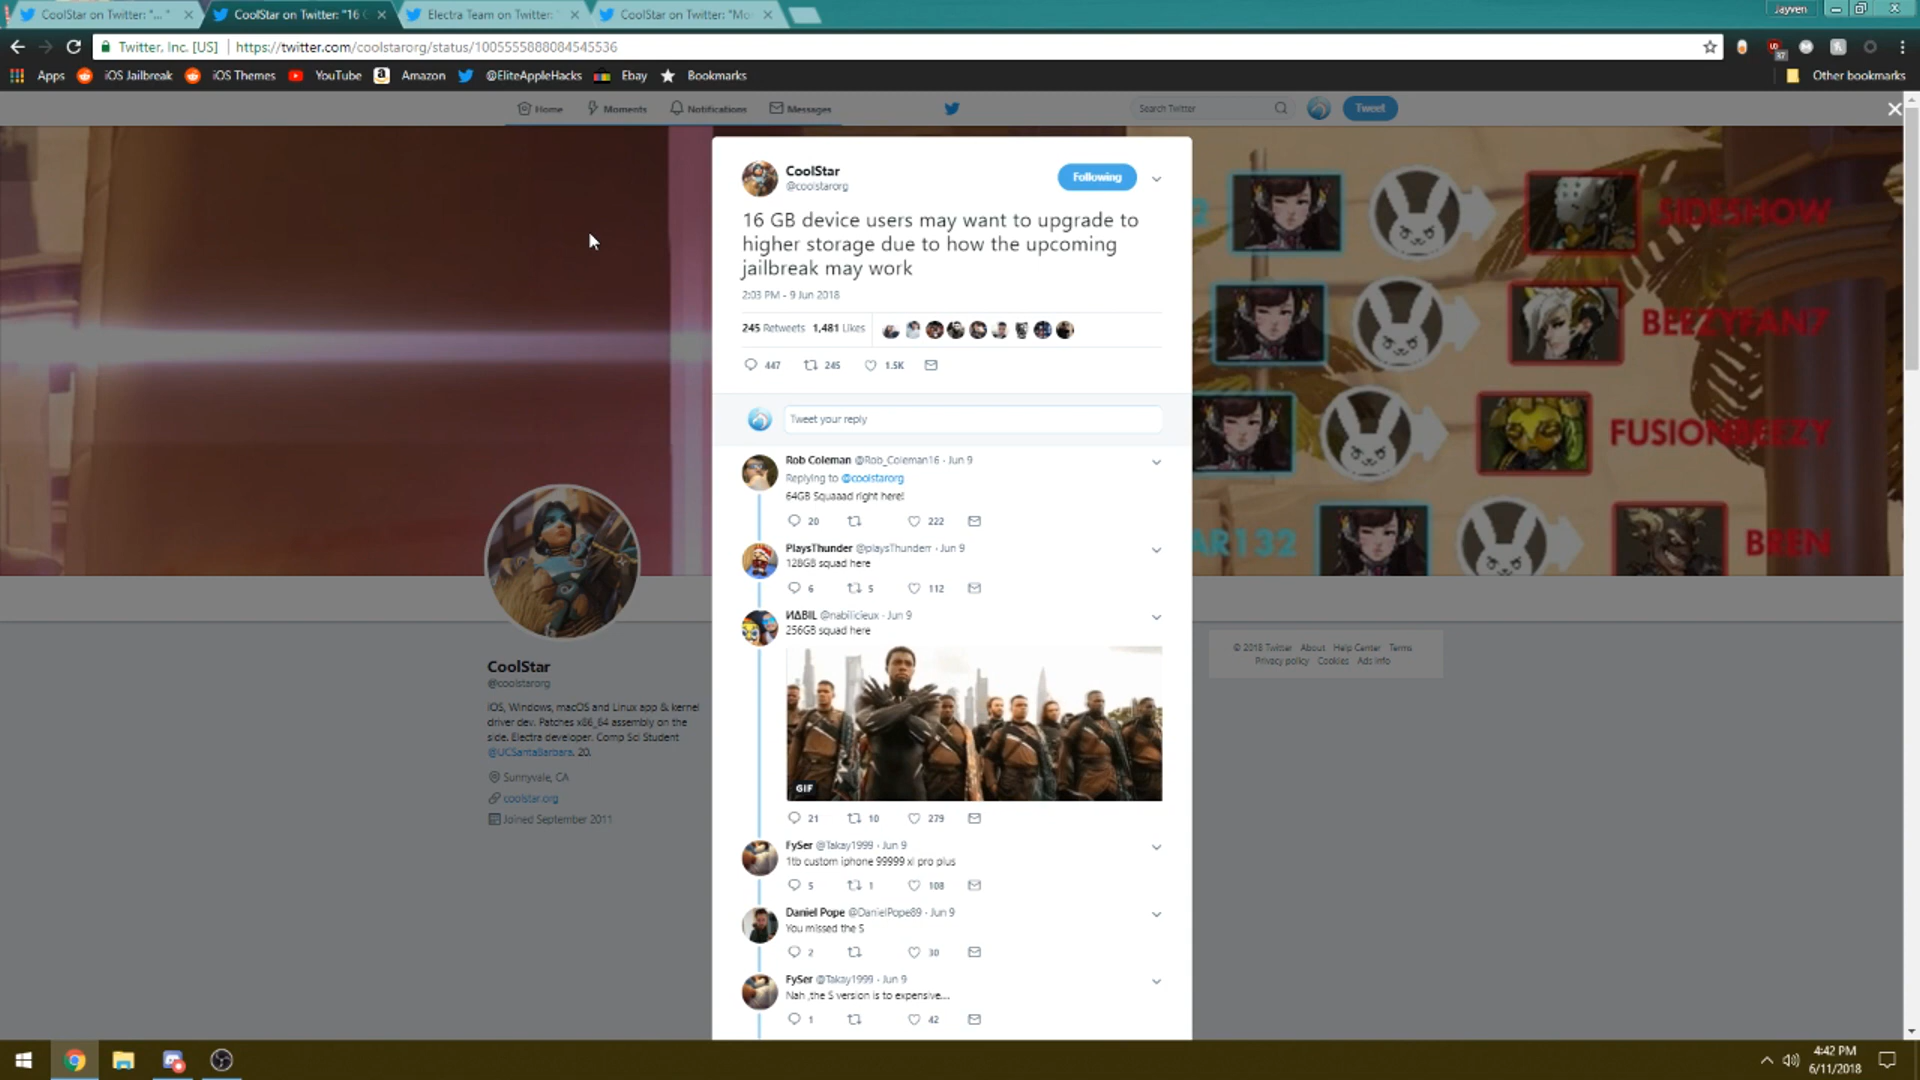 CoolStar on Twitter: "... "
CoolStar on Twitter: "16 G
Electra Team on Twitter:
CoolStar on Twitter: "Mo
Jayven
Twitter, Inc. [US]
https://twitter.com/coolstarorg/status/1005555888084545536
Apps
iOS Jailbreak
iOS Themes
YouTube
Amazon
@EliteAppleHacks
Ebay
Bookmarks
Other bookmarks
Home
Moments
Notifications
Messages
Search Twitter
Tweet
CoolStar
@coolstarorg
Following
16 GB device users may want to upgrade to
higher storage due to how the upcoming
jailbreak may work
2:03 PM - 9 Jun 2018
245 Retweets 1,481 Likes
447 245 1.5K
Tweet your reply
Rob Coleman @Rob_Coleman16 · Jun 9
Replying to @coolstarorg
64GB Squaaad right here!
20 222
PlaysThunder @playsThunderr · Jun 9
128GB squad here
6 5 112
ИΔBIL @nabilicieux · Jun 9
256GB squad here
GIF
21 10 279
FySer @Takay1999 · Jun 9
1tb custom iphone 99999 xl pro plus
5 1 108
Daniel Pope @DanielPope89 · Jun 9
You missed the S
2 30
FySer @Takay1999 · Jun 9
Nah ,the S version is to expensive...
1 42
CoolStar
@coolstarorg
iOS, Windows, macOS and Linux app & kernel
driver dev. Patches x86_64 assembly on the
side. Electra developer. Comp Sci Student
@UCSantaBarbara. 20.
Sunnyvale, CA
coolstar.org
Joined September 2011
SIDESHOW
BEEZYFAN7
FUSIONBEEZY
AR132
BREN
© 2018 Twitter About Help Center Terms
Privacy policy Cookies Ads info
4:42 PM
6/11/2018